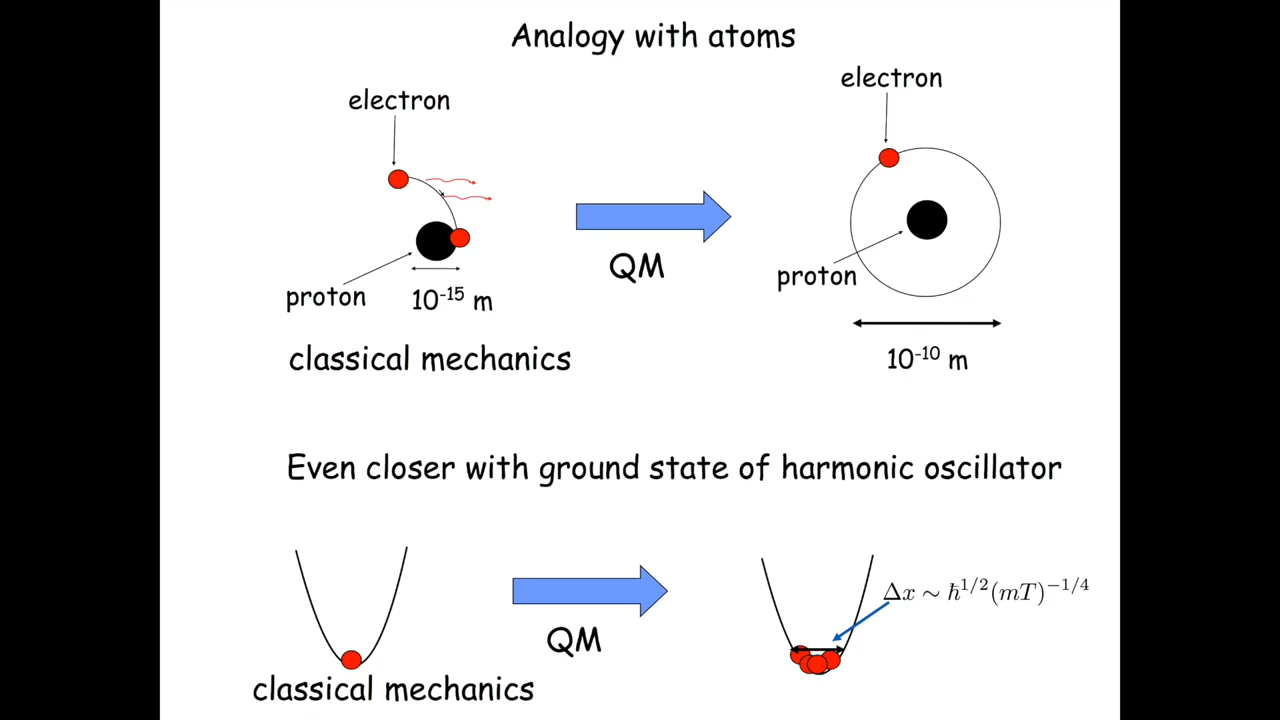 Analogy with atoms
electron
proton
10⁻¹⁵ m
classical mechanics
QM
electron
proton
10⁻¹⁰ m
Even closer with ground state of harmonic oscillator
classical mechanics
QM
Δx ∼ ℏ^{1/2}(mT)^{−1/4}